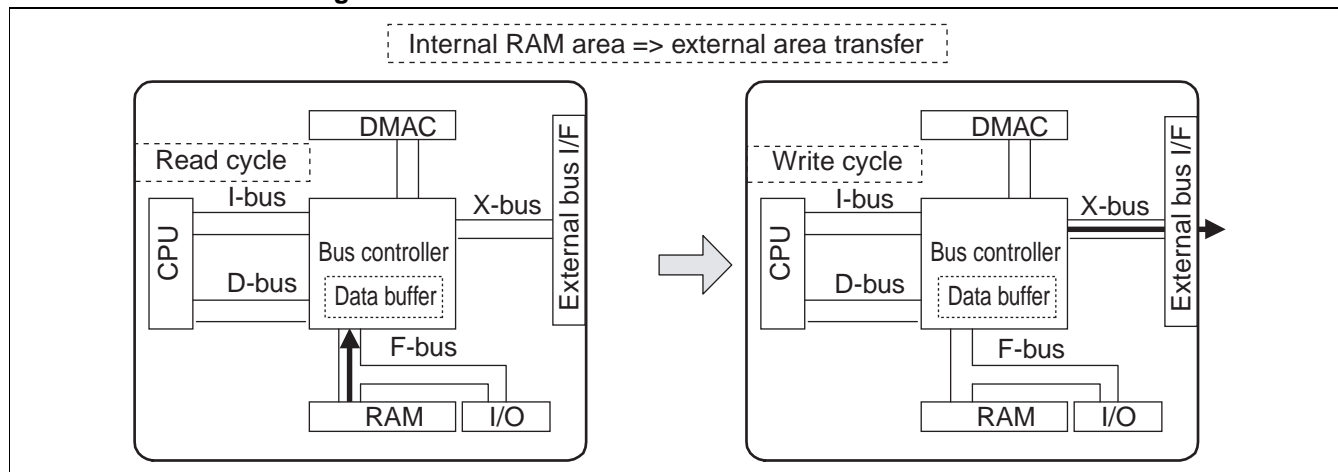 Internal RAM area => external area transfer
DMAC
Read cycle
I-bus
X-bus
External bus I/F
CPU
Bus controller
D-bus
Data buffer
F-bus
RAM
I/O
DMAC
Write cycle
I-bus
X-bus
External bus I/F
CPU
Bus controller
D-bus
Data buffer
F-bus
RAM
I/O